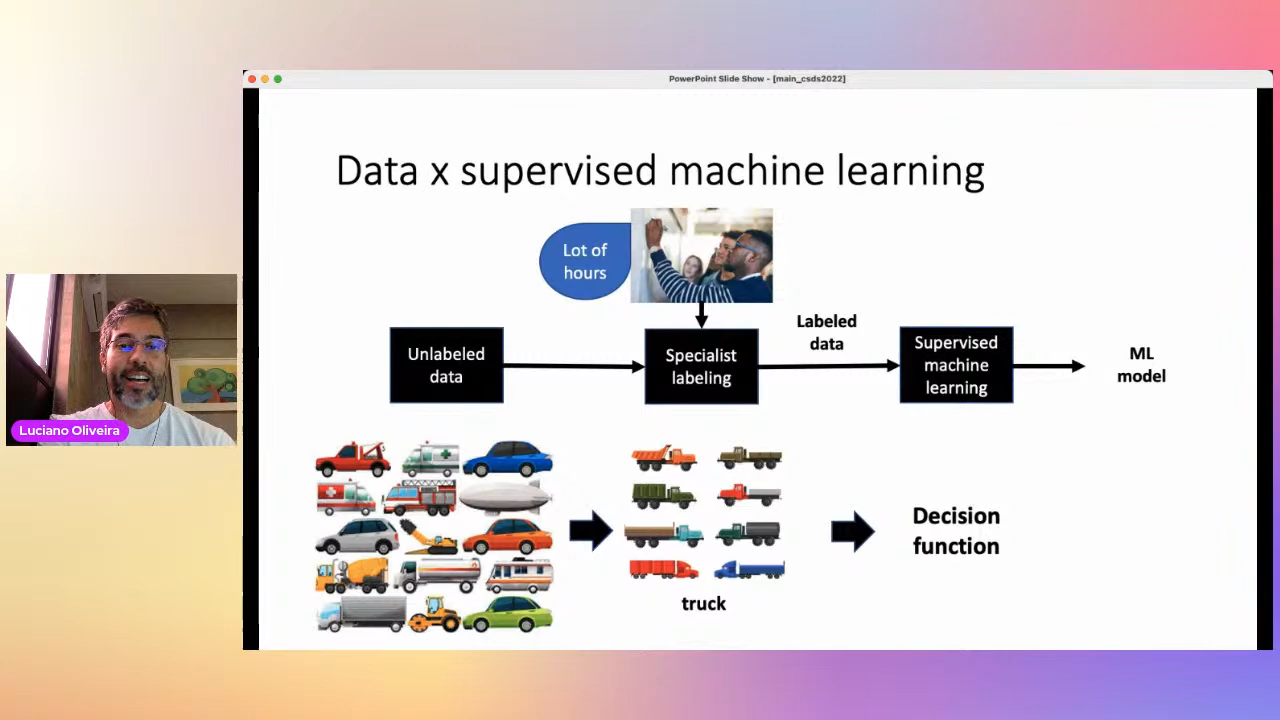 PowerPoint Slide Show - [main_csds2022]
Data x supervised machine learning
Lot of
hours
Unlabeled
data
Specialist
labeling
Labeled
data
Supervised
machine
learning
ML
model
truck
Decision
function
Luciano Oliveira